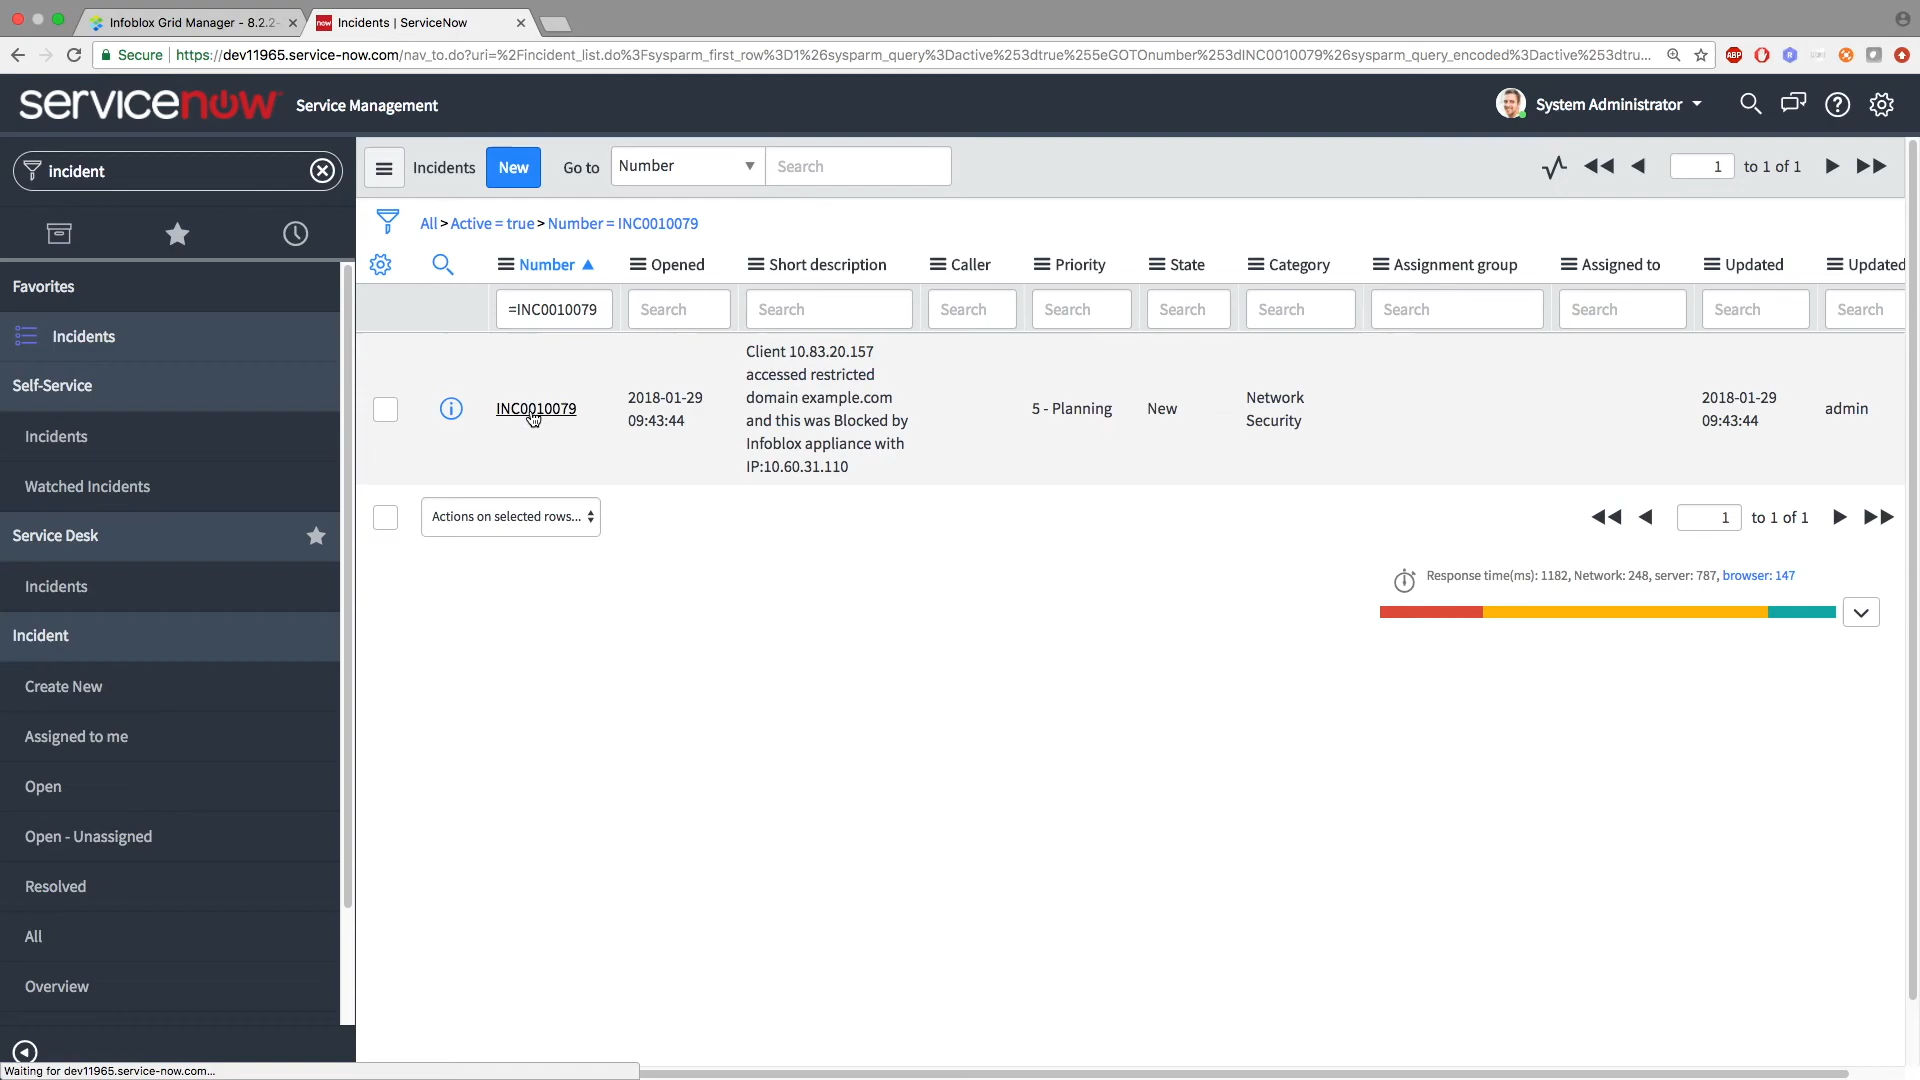 Infoblox Grid Manager - 8.2.2-
Incidents | ServiceNow
Secure
https://dev11965.service-now.com/nav_to.do?uri=%2Fincident_list.do%3Fsysparm_first_row%3D1%26sysparm_query%3Dactive%253dtrue%255eGOTOnumber%253dINC0010079%26sysparm_query_encoded%3Dactive%253dtru...
ABP
servicenow Service Management
System Administrator
incident
Incidents New Go to Number Search
1 to 1 of 1
All > Active = true > Number = INC0010079
Number Opened Short description Caller Priority State Category Assignment group Assigned to Updated Updated
=INC0010079 Search Search Search Search Search Search Search Search Search Search
INC0010079
2018-01-29
09:43:44
Client 10.83.20.157
accessed restricted
domain example.com
and this was Blocked by
Infoblox appliance with
IP:10.60.31.110
5 - Planning
New
Network
Security
2018-01-29
09:43:44
admin
Actions on selected rows...
1 to 1 of 1
Response time(ms): 1182, Network: 248, server: 787, browser: 147
Favorites
Incidents
Self-Service
Incidents
Watched Incidents
Service Desk
Incidents
Incident
Create New
Assigned to me
Open
Open - Unassigned
Resolved
All
Overview
Waiting for dev11965.service-now.com...